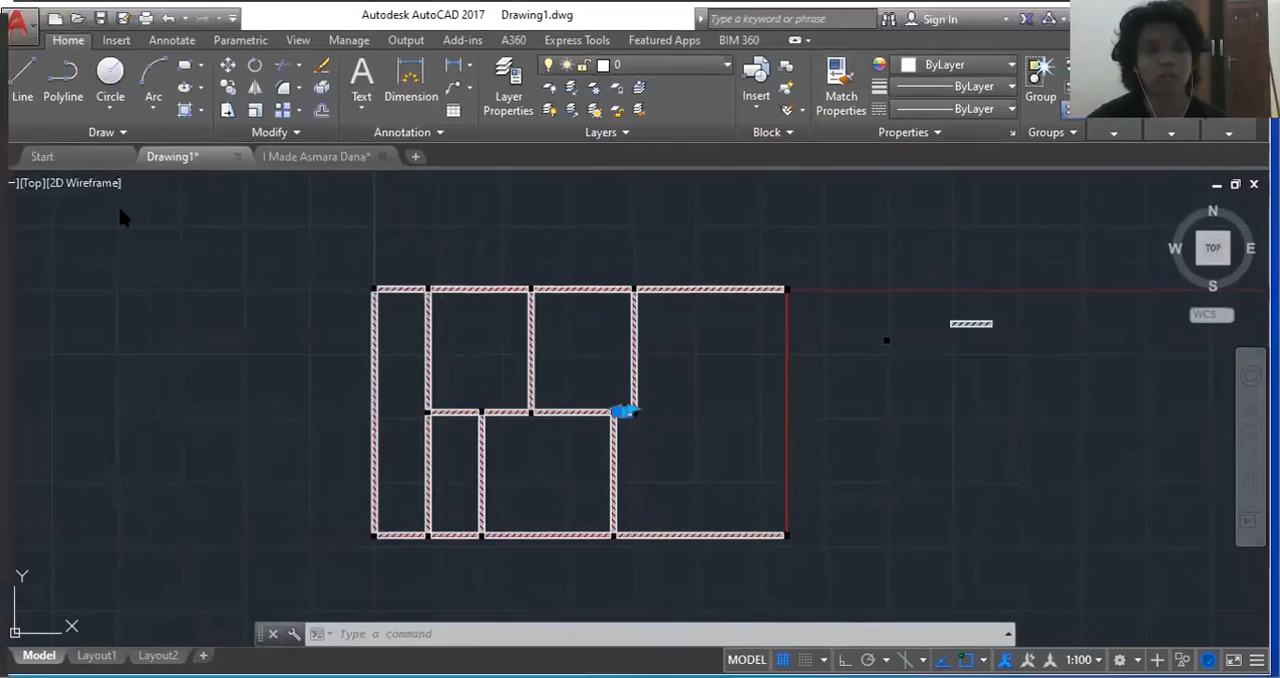 Autodesk AutoCAD 2017 Drawing1.dwg
Type a keyword or phrase
Sign In
Home Insert Annotate Parametric View Manage Output Add-ins A360 Express Tools Featured Apps BIM 360
0
ByLayer
ByLayer
ByLayer
Line Polyline Circle Arc Text Dimension Layer Properties Insert Match Properties Group
Draw Modify Annotation Layers Block Properties Groups
Start Drawing1* I Made Asmara Dana*
[Top][2D Wireframe]
N
W TOP E
S
WCS
Y
X
Type a command
Model Layout1 Layout2 MODEL 1:100